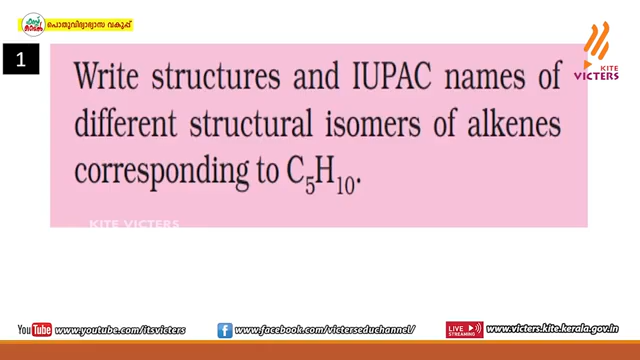 പൊതുവിദ്യാഭ്യാസ വകുപ്പ്
1
KITE
VICTERS
Write structures and IUPAC names of
different structural isomers of alkenes
corresponding to C₅H₁₀.
KITE VICTERS
YouTube www.youtube.com/itsvicters
www.facebook.com/victerseduchannel/
LIVE STREAMING
www.victers.kite.kerala.gov.in